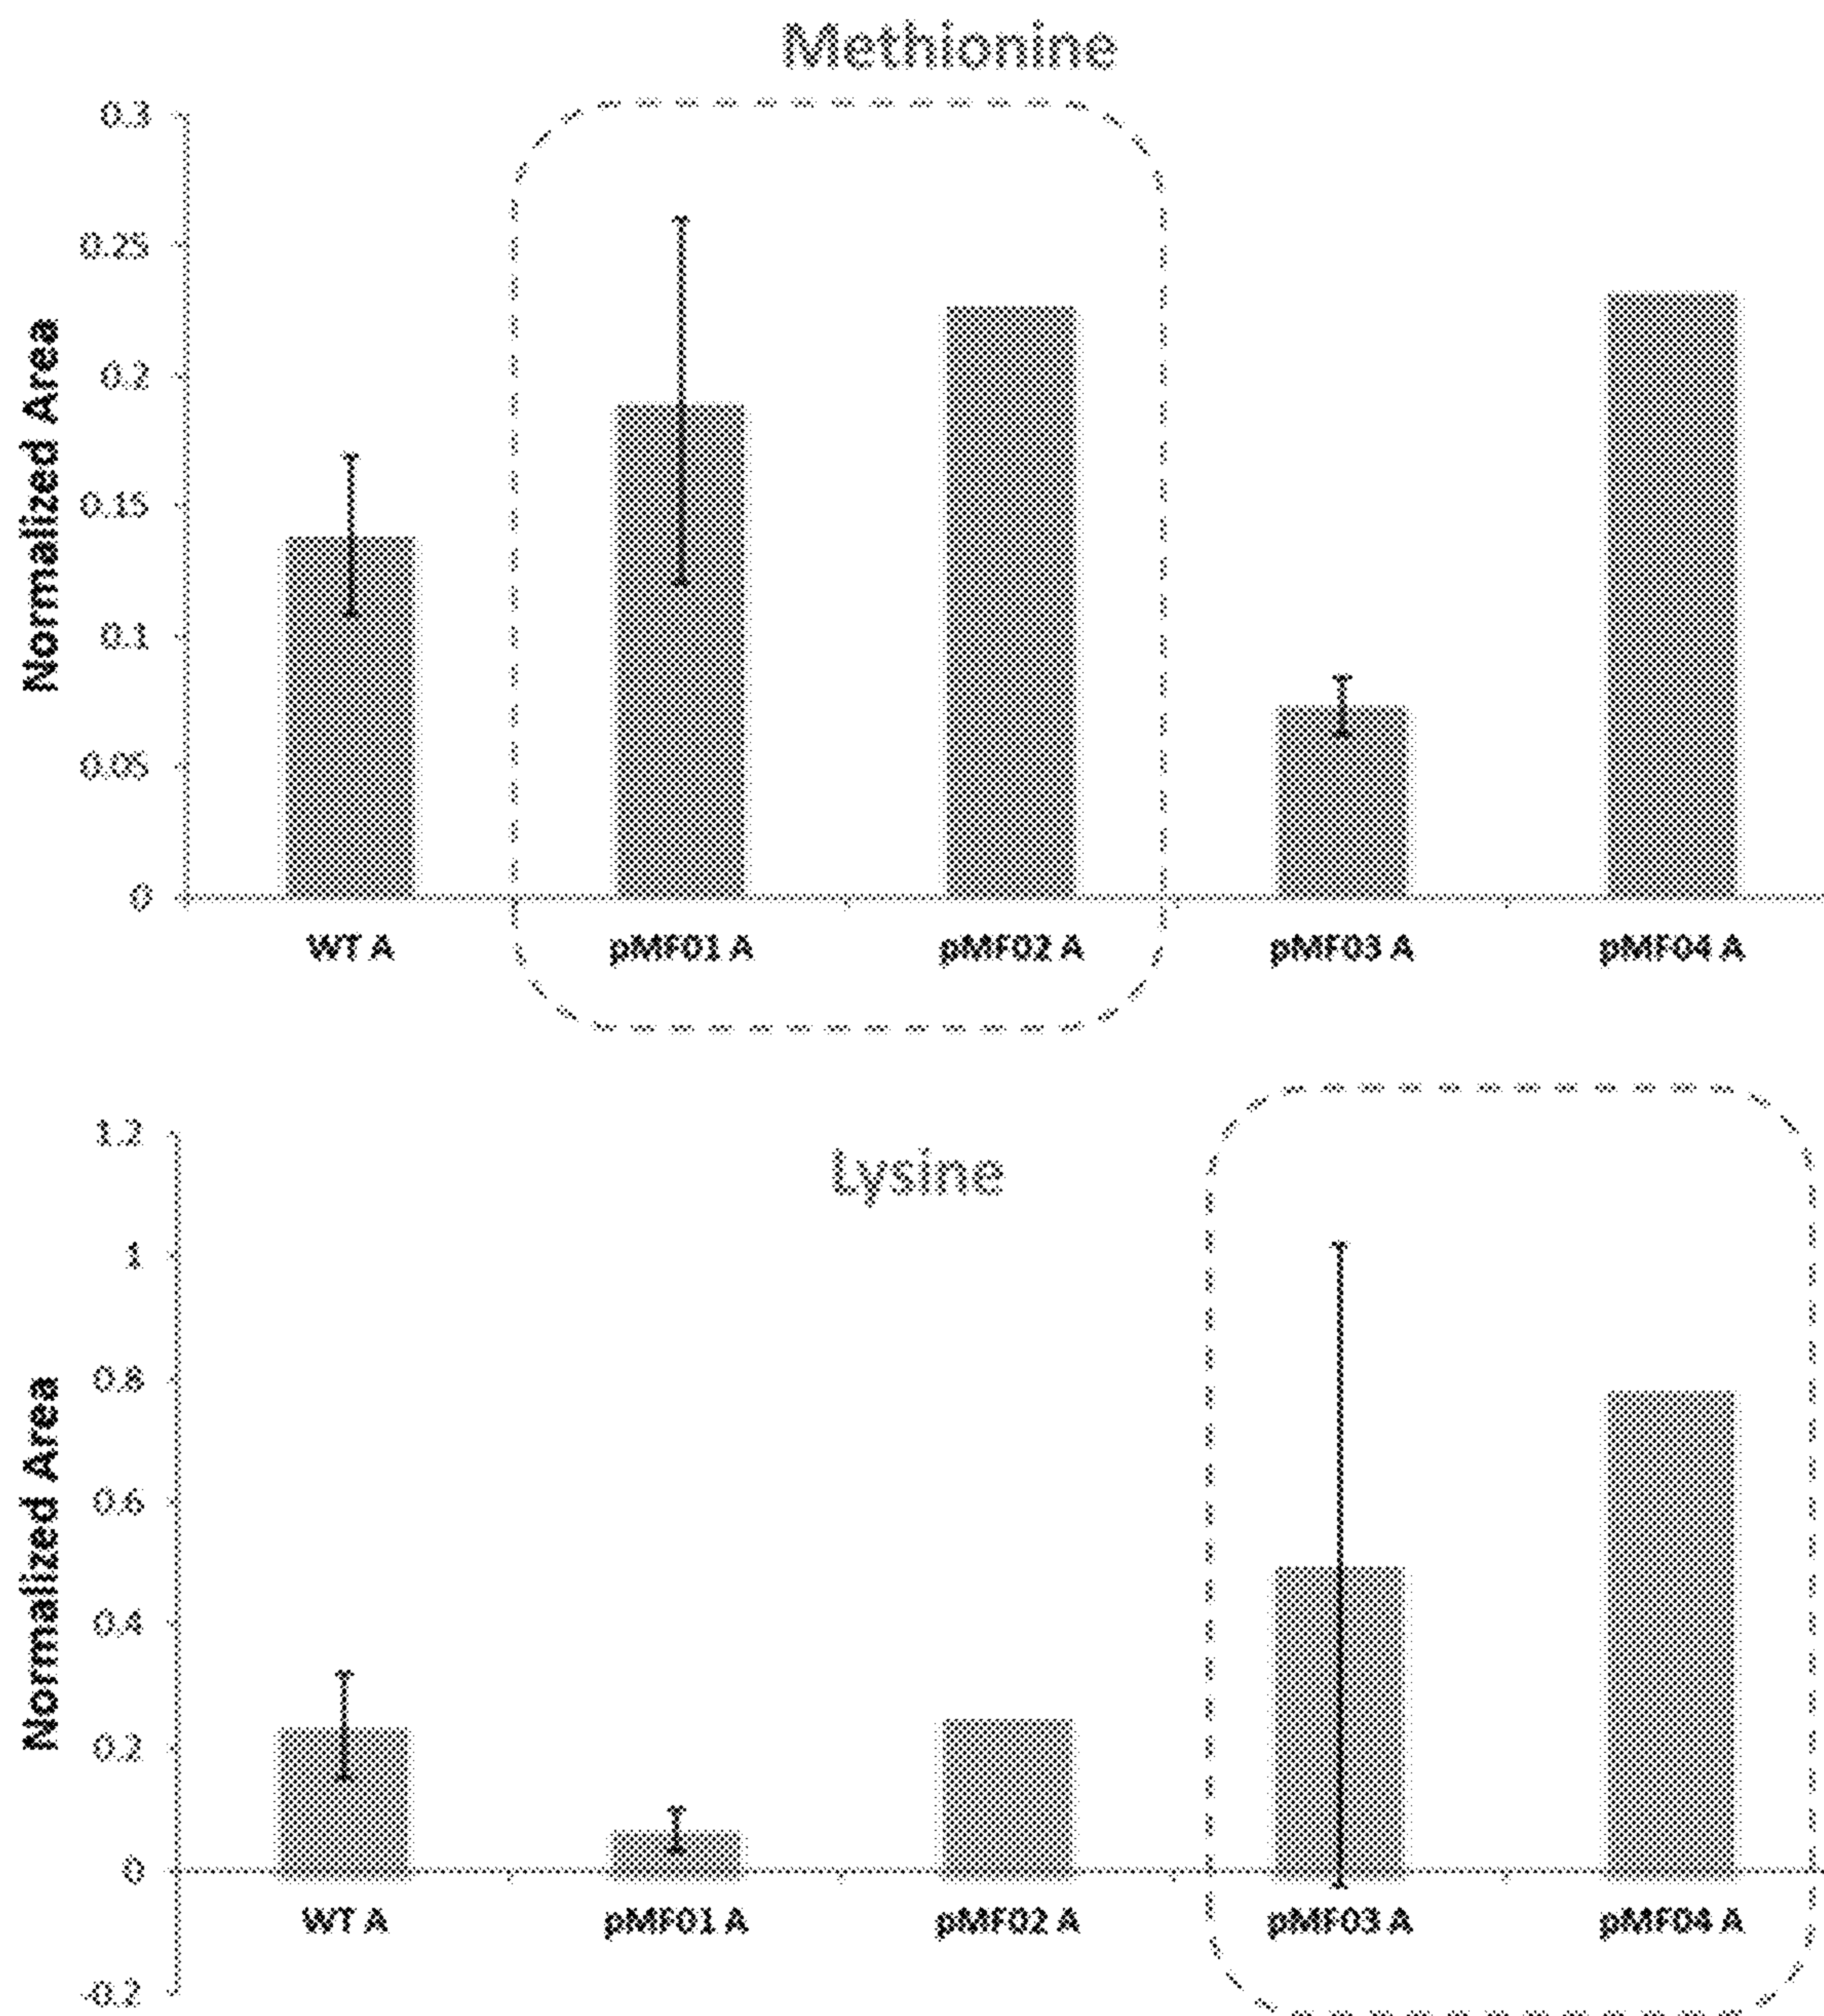 Methionine
Normalized Area
0.3
0.25
0.2
0.15
0.1
0.05
0
WT A pMF01 A pMF02 A pMF03 A pMF04 A
Lysine
Normalized Area
1.2
1
0.8
0.6
0.4
0.2
0
-0.2
WT A pMF01 A pMF02 A pMF03 A pMF04 A